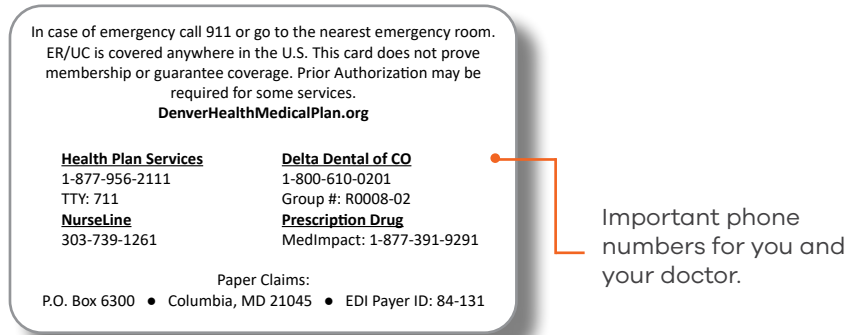 In case of emergency call 911 or go to the nearest emergency room.
ER/UC is covered anywhere in the U.S. This card does not prove
membership or guarantee coverage. Prior Authorization may be
required for some services.
DenverHealthMedicalPlan.org
Health Plan Services
1-877-956-2111
TTY: 711
NurseLine
303-739-1261
Delta Dental of CO
1-800-610-0201
Group #: R0008-02
Prescription Drug
MedImpact: 1-877-391-9291
Paper Claims:
P.O. Box 6300 ● Columbia, MD 21045 ● EDI Payer ID: 84-131
Important phone
numbers for you and
your doctor.